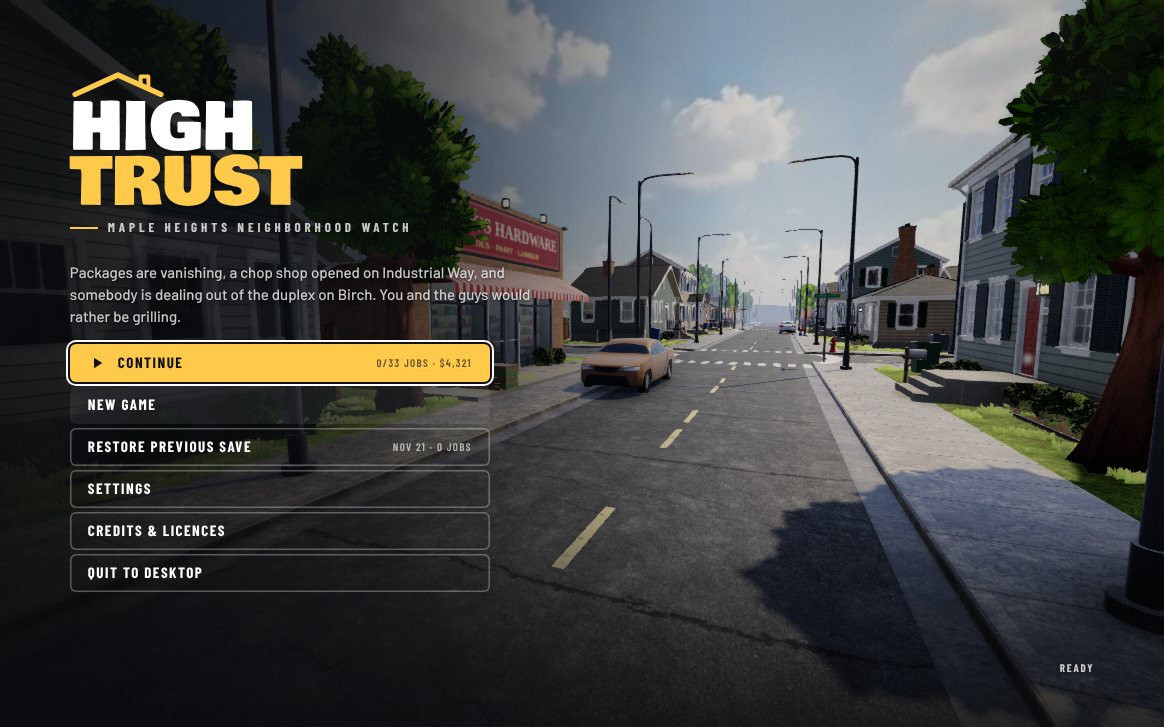 HIGH
TRUST
MAPLE HEIGHTS NEIGHBORHOOD WATCH
HARDWARE
PAINT · LUMBER
Packages are vanishing, a chop shop opened on Industrial Way, and
somebody is dealing out of the duplex on Birch. You and the guys would
rather be grilling.
CONTINUE 0/33 JOBS · $4,321
NEW GAME
RESTORE PREVIOUS SAVE NOV 21 · 0 JOBS
SETTINGS
CREDITS & LICENCES
QUIT TO DESKTOP
READY